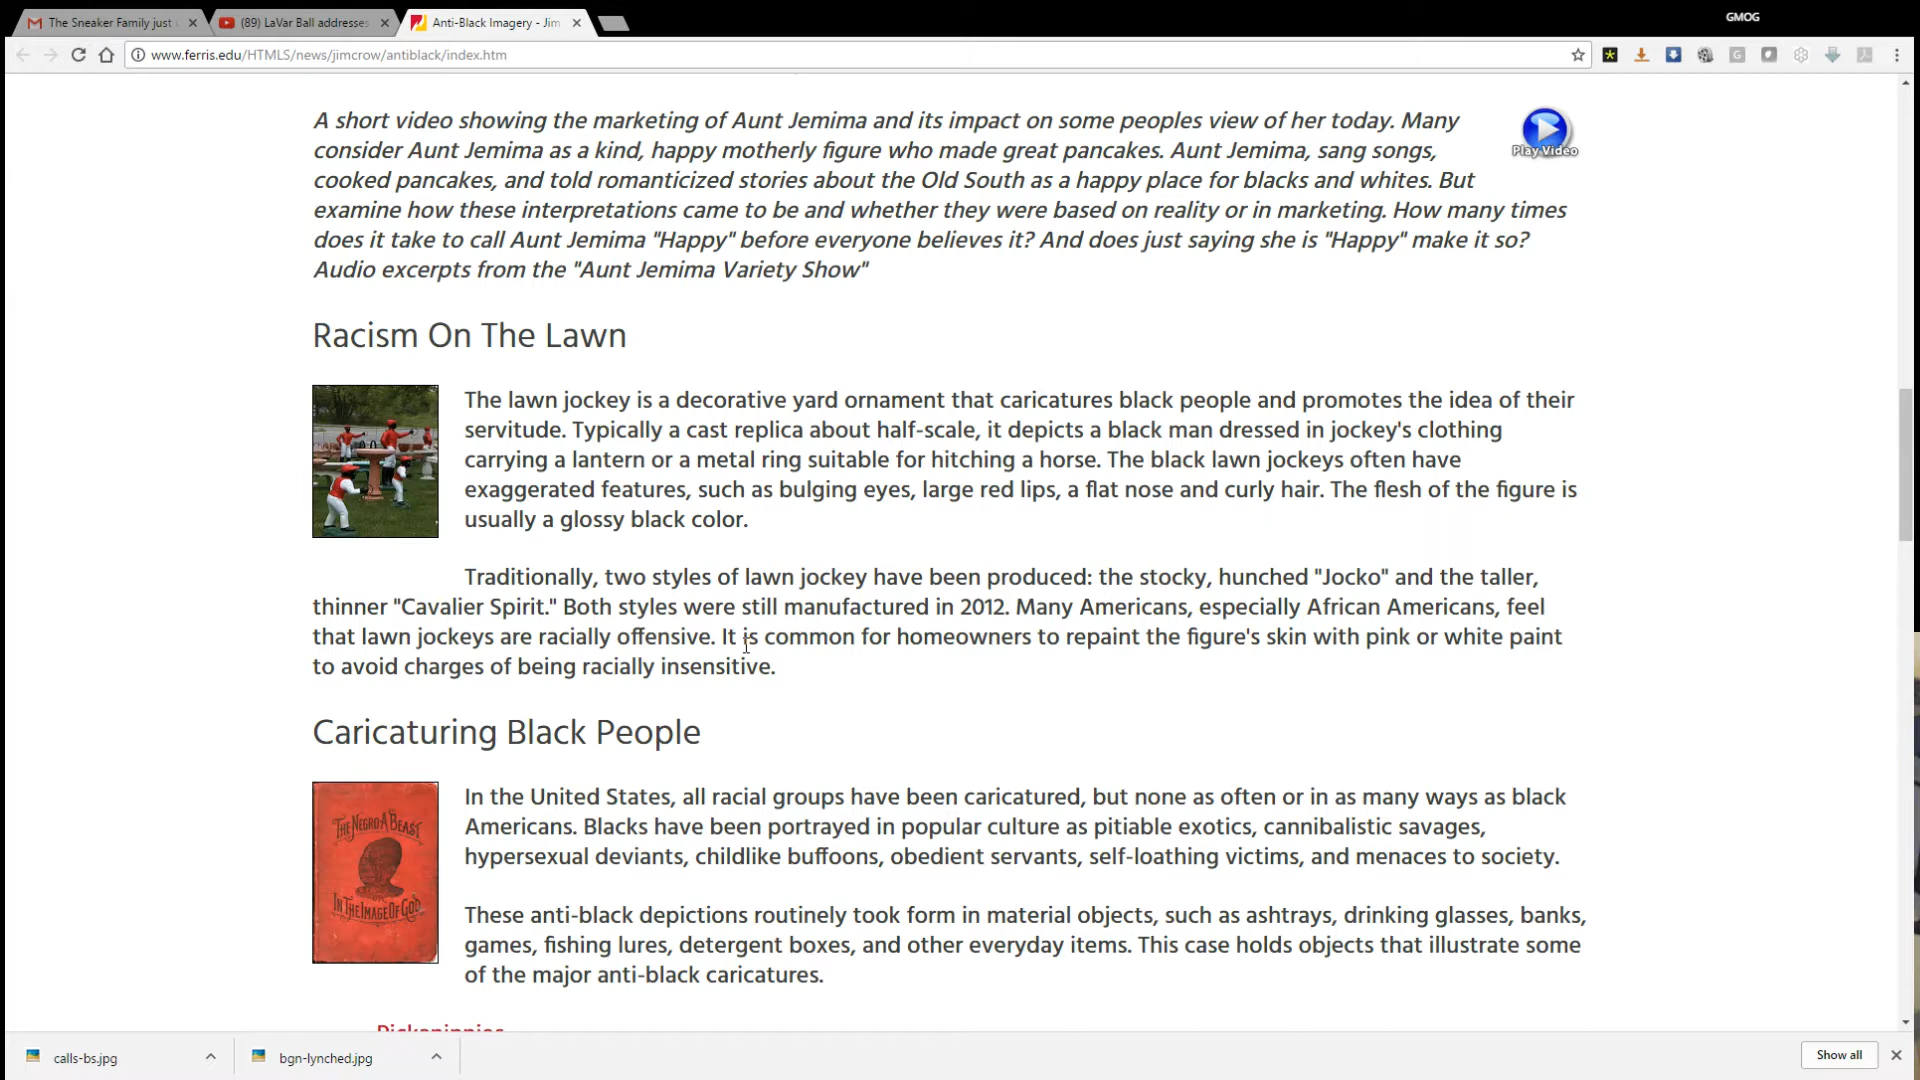 The Sneaker Family just
(89) LaVar Ball addresses
Anti-Black Imagery - Jim
GMOG
www.ferris.edu/HTMLS/news/jimcrow/antiblack/index.htm
A short video showing the marketing of Aunt Jemima and its impact on some peoples view of her today. Many
consider Aunt Jemima as a kind, happy motherly figure who made great pancakes. Aunt Jemima, sang songs,
cooked pancakes, and told romanticized stories about the Old South as a happy place for blacks and whites. But
examine how these interpretations came to be and whether they were based on reality or in marketing. How many times
does it take to call Aunt Jemima "Happy" before everyone believes it? And does just saying she is "Happy" make it so?
Audio excerpts from the "Aunt Jemima Variety Show"
Play Video
Racism On The Lawn
The lawn jockey is a decorative yard ornament that caricatures black people and promotes the idea of their
servitude. Typically a cast replica about half-scale, it depicts a black man dressed in jockey's clothing
carrying a lantern or a metal ring suitable for hitching a horse. The black lawn jockeys often have
exaggerated features, such as bulging eyes, large red lips, a flat nose and curly hair. The flesh of the figure is
usually a glossy black color.
Traditionally, two styles of lawn jockey have been produced: the stocky, hunched "Jocko" and the taller,
thinner "Cavalier Spirit." Both styles were still manufactured in 2012. Many Americans, especially African Americans, feel
that lawn jockeys are racially offensive. It is common for homeowners to repaint the figure's skin with pink or white paint
to avoid charges of being racially insensitive.
Caricaturing Black People
THE NEGRO A BEAST
IN THE IMAGE OF GOD
In the United States, all racial groups have been caricatured, but none as often or in as many ways as black
Americans. Blacks have been portrayed in popular culture as pitiable exotics, cannibalistic savages,
hypersexual deviants, childlike buffoons, obedient servants, self-loathing victims, and menaces to society.
These anti-black depictions routinely took form in material objects, such as ashtrays, drinking glasses, banks,
games, fishing lures, detergent boxes, and other everyday items. This case holds objects that illustrate some
of the major anti-black caricatures.
Pickaninnies
calls-bs.jpg
bgn-lynched.jpg
Show all